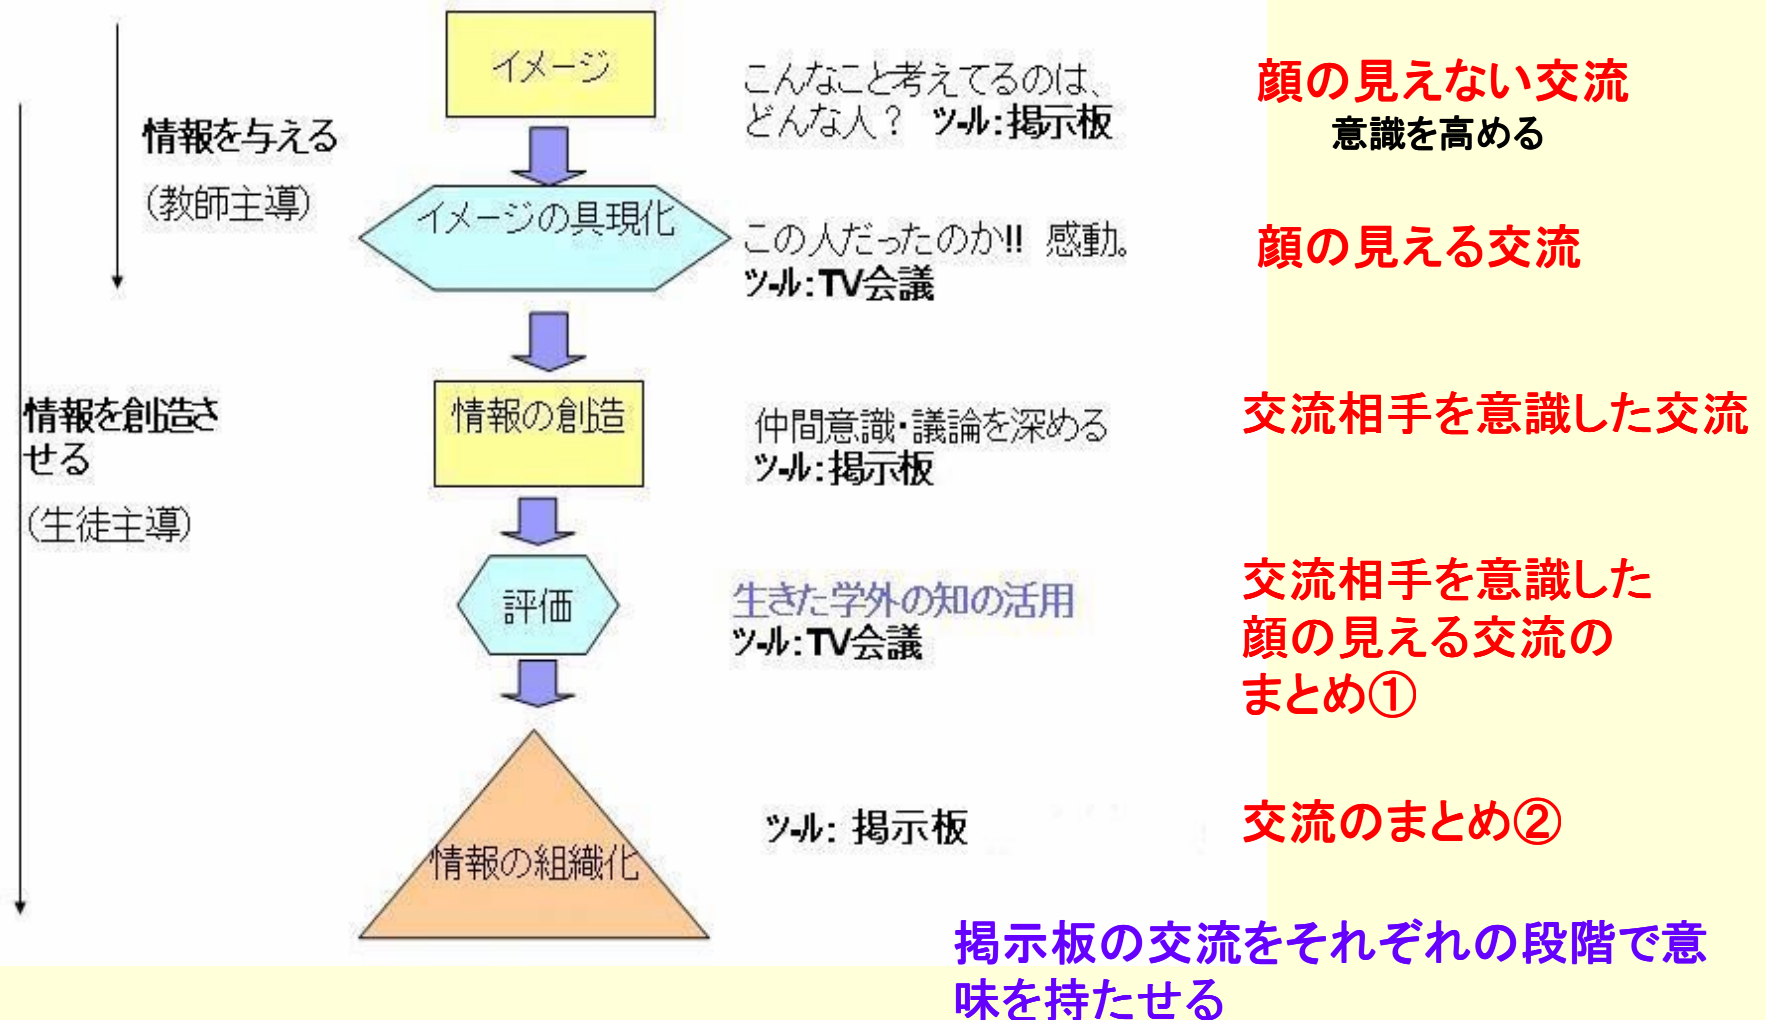 イメージ
こんなこと考えてるのは、
どんな人？ ツール：掲示板
顔の見えない交流
意識を高める
情報を与える
（教師主導）
イメージの具現化
この人だったのか!! 感動。
ツール：TV会議
顔の見える交流
情報を創造さ
せる
（生徒主導）
情報の創造
仲間意識・議論を深める
ツール：掲示板
交流相手を意識した交流
評価
生きた学外の知の活用
ツール：TV会議
交流相手を意識した
顔の見える交流の
まとめ①
情報の組織化
ツール： 掲示板
交流のまとめ②
掲示板の交流をそれぞれの段階で意
味を持たせる